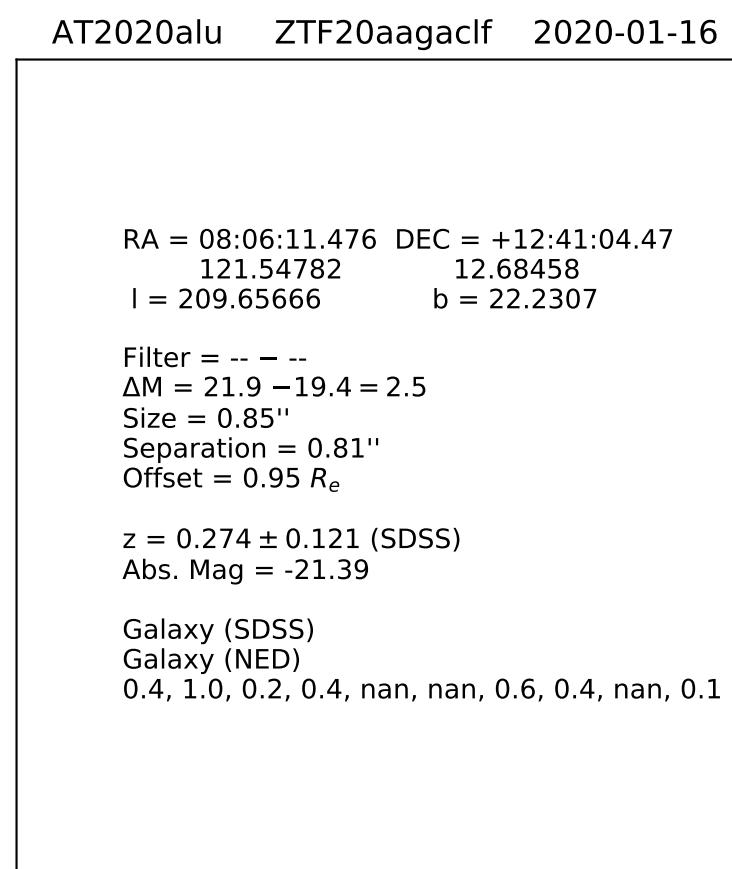 AT2020alu ZTF20aagaclf 2020-01-16
RA = 08:06:11.476 DEC = +12:41:04.47
121.54782 12.68458
l = 209.65666 b = 22.2307
Filter = -- − --
ΔM = 21.9 −19.4 = 2.5
Size = 0.85''
Separation = 0.81''
Offset = 0.95 Rₑ
z = 0.274 ± 0.121 (SDSS)
Abs. Mag = -21.39
Galaxy (SDSS)
Galaxy (NED)
0.4, 1.0, 0.2, 0.4, nan, nan, 0.6, 0.4, nan, 0.1